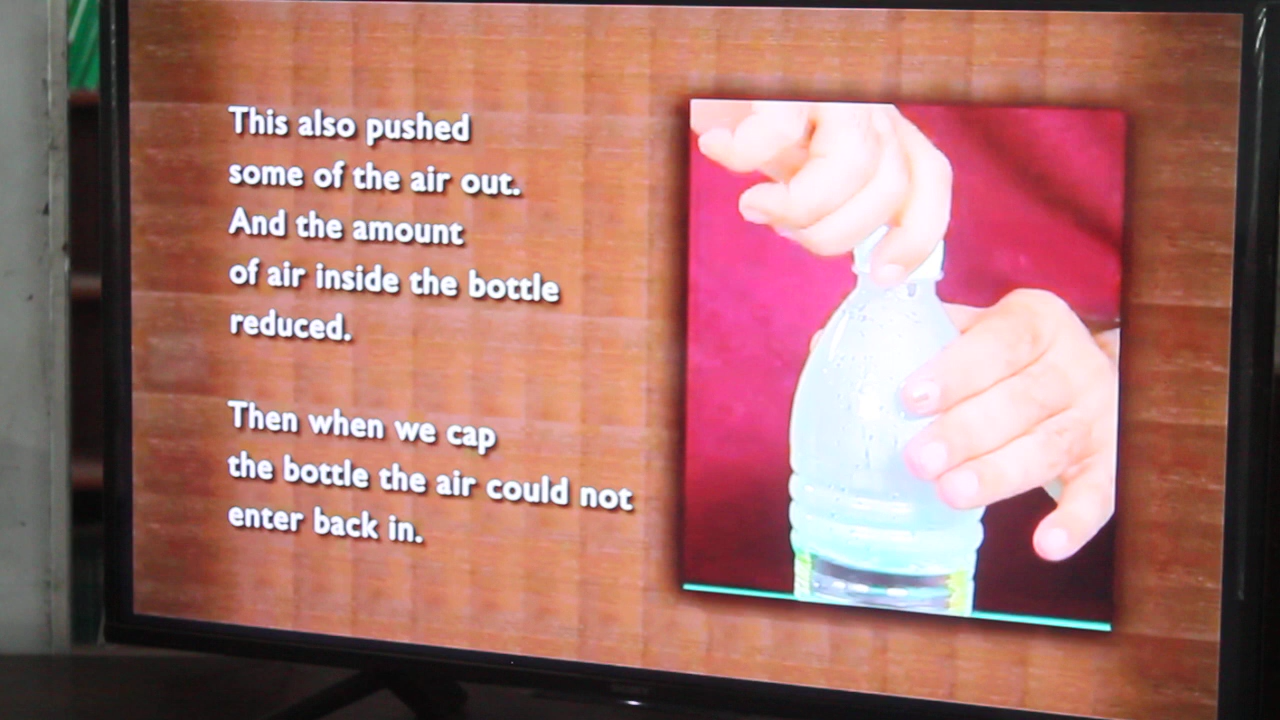 This also pushed
some of the air out.
And the amount
of air inside the bottle
reduced.
Then when we cap
the bottle the air could not
enter back in.